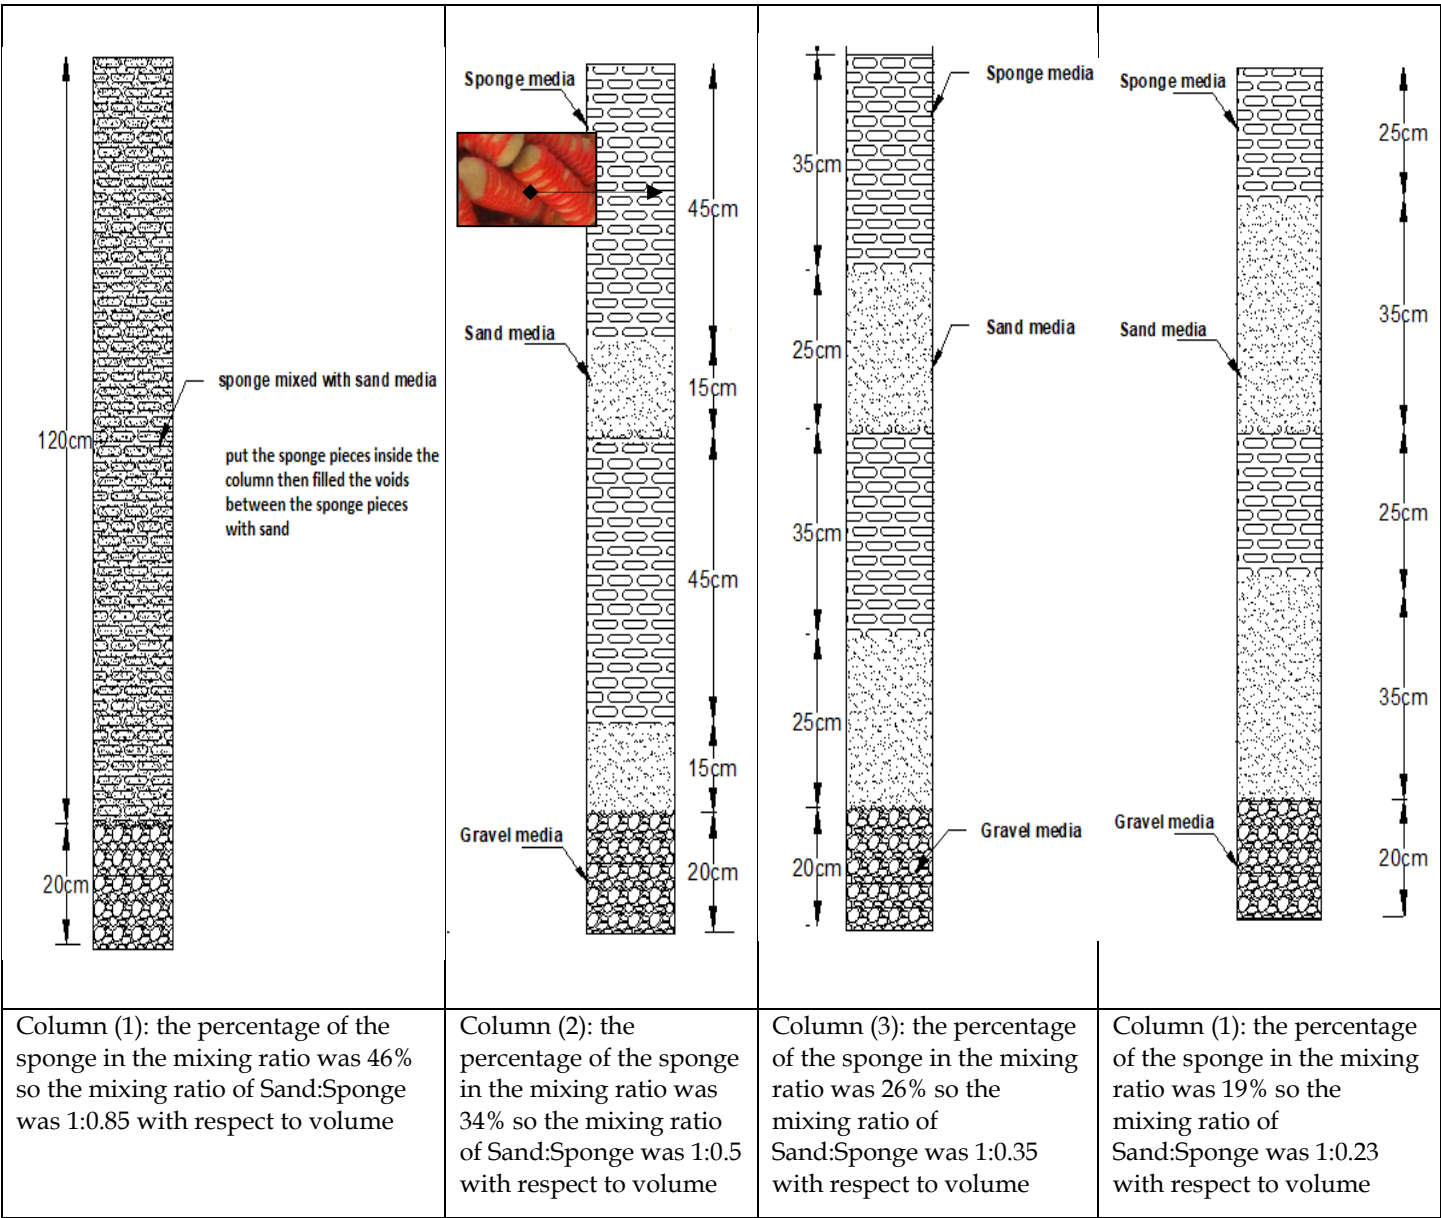 120cm
20cm
sponge mixed with sand media
put the sponge pieces inside the
column then filled the voids
between the sponge pieces
with sand
Sponge media
Sand media
Gravel media
45cm
15cm
45cm
15cm
20cm
35cm
25cm
35cm
25cm
20cm
Sponge media
Sand media
Gravel media
Sponge media
Sand media
Gravel media
25cm
35cm
25cm
35cm
20cm
Column (1): the percentage of the
sponge in the mixing ratio was 46%
so the mixing ratio of Sand:Sponge
was 1:0.85 with respect to volume
Column (2): the
percentage of the sponge
in the mixing ratio was
34% so the mixing ratio
of Sand:Sponge was 1:0.5
with respect to volume
Column (3): the percentage
of the sponge in the mixing
ratio was 26% so the
mixing ratio of
Sand:Sponge was 1:0.35
with respect to volume
Column (1): the percentage
of the sponge in the mixing
ratio was 19% so the
mixing ratio of
Sand:Sponge was 1:0.23
with respect to volume